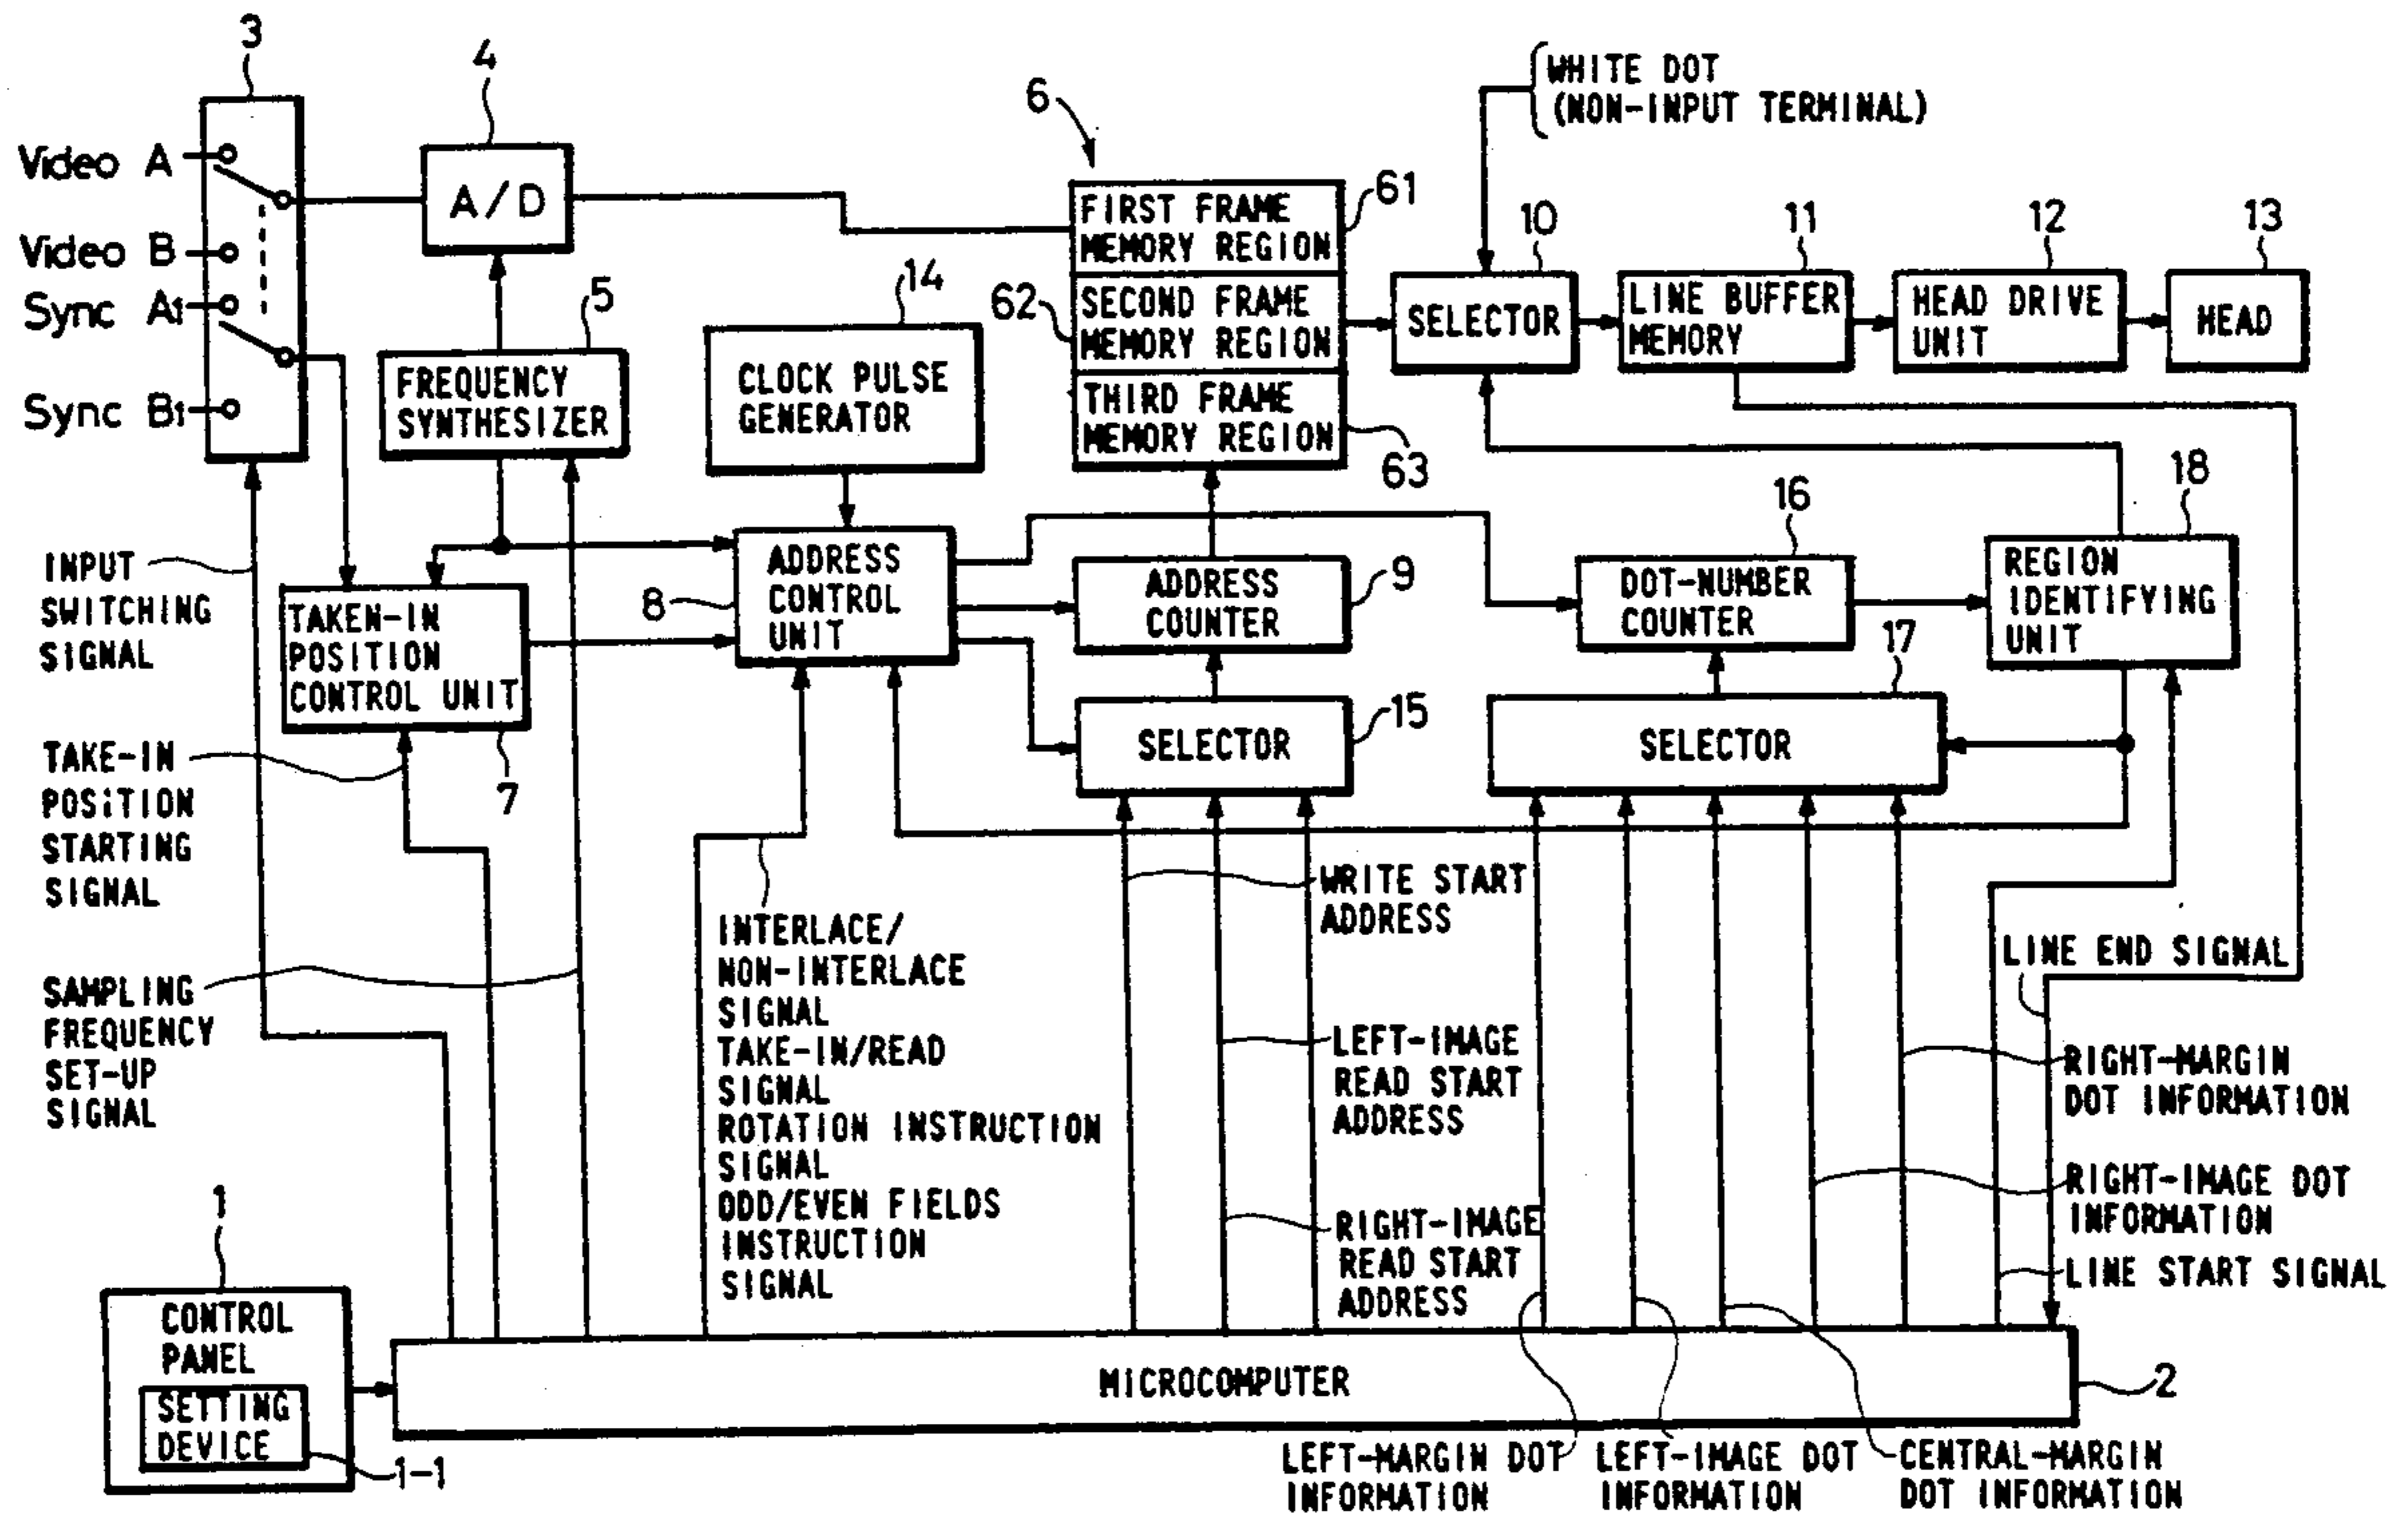 3
4
WHITE DOT
(NON-INPUT TERMINAL)
6
Video A
A/D
FIRST FRAME
MEMORY REGION
61
10
11
12
13
Video B
5
14
62
SECOND FRAME
MEMORY REGION
SELECTOR
LINE BUFFER
MEMORY
HEAD DRIVE
UNIT
HEAD
Sync A1
FREQUENCY
SYNTHESIZER
CLOCK PULSE
GENERATOR
THIRD FRAME
MEMORY REGION
63
Sync B1
16
18
INPUT
SWITCHING
SIGNAL
TAKEN-IN
POSITION
CONTROL UNIT
7
8
ADDRESS
CONTROL
UNIT
ADDRESS
COUNTER
9
DOT-NUMBER
COUNTER
REGION
IDENTIFYING
UNIT
17
SELECTOR
15
SELECTOR
TAKE-IN
POSITION
STARTING
SIGNAL
WRITE START
ADDRESS
INTERLACE/
NON-INTERLACE
SIGNAL
TAKE-IN/READ
SIGNAL
ROTATION INSTRUCTION
SIGNAL
ODD/EVEN FIELDS
INSTRUCTION
SIGNAL
LINE END SIGNAL
SAMPLING
FREQUENCY
SET-UP
SIGNAL
LEFT-IMAGE
READ START
ADDRESS
RIGHT-MARGIN
DOT INFORMATION
RIGHT-IMAGE
READ START
ADDRESS
RIGHT-IMAGE DOT
INFORMATION
LINE START SIGNAL
1
CONTROL
PANEL
SETTING
DEVICE
1-1
MICROCOMPUTER
2
LEFT-MARGIN DOT
INFORMATION
LEFT-IMAGE DOT
INFORMATION
CENTRAL-MARGIN
DOT INFORMATION